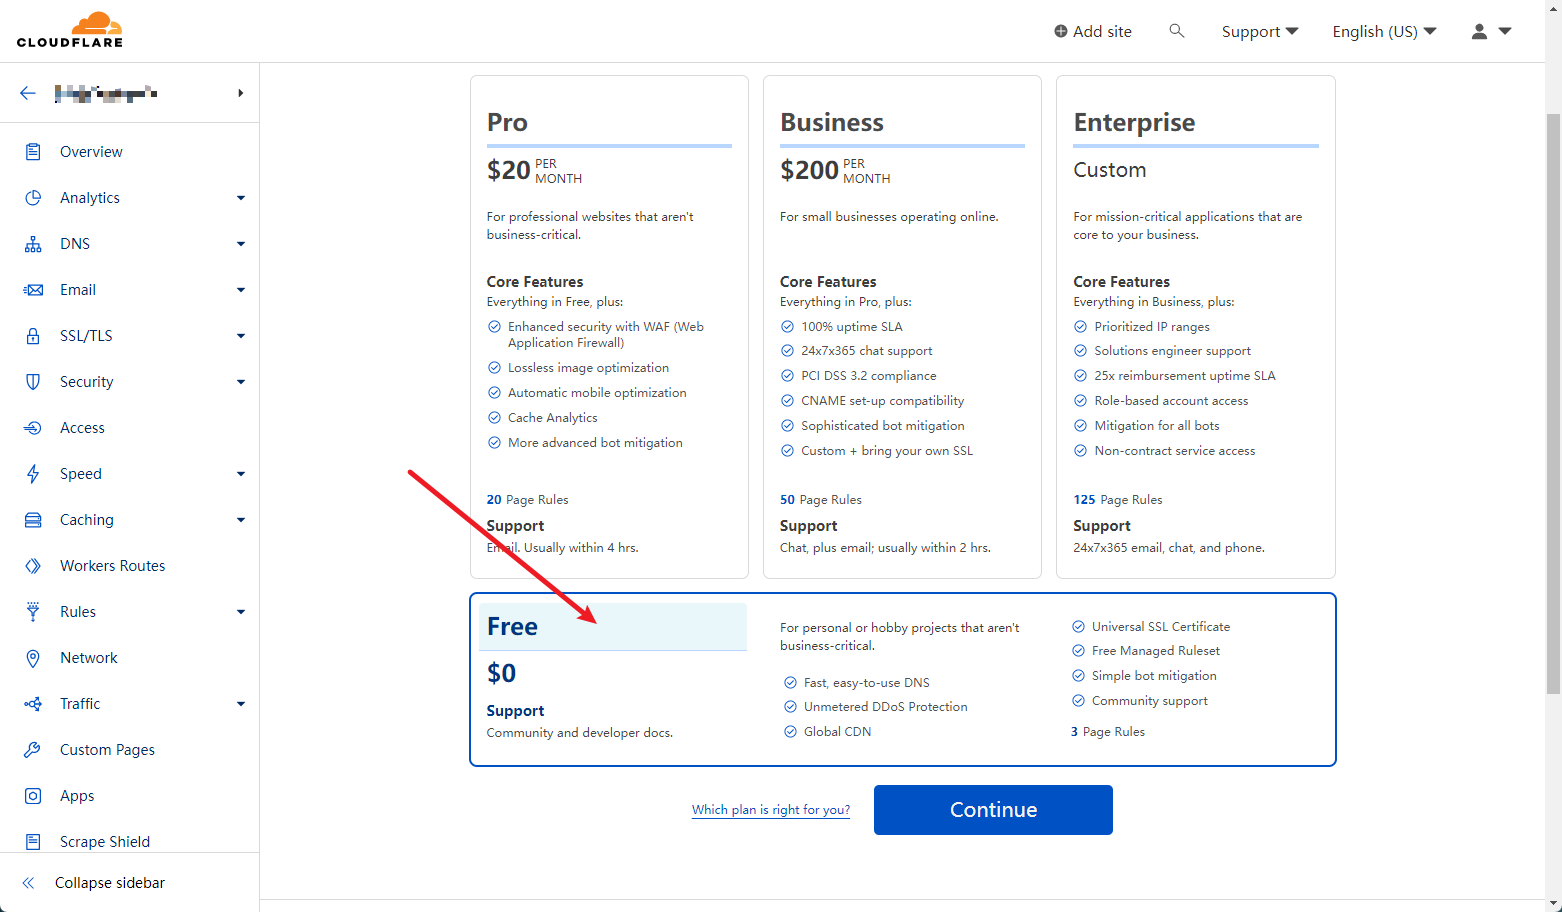 CLOUDFLARE
Add site
Support
English (US)
Overview
Analytics
DNS
Email
SSL/TLS
Security
Access
Speed
Caching
Workers Routes
Rules
Network
Traffic
Custom Pages
Apps
Scrape Shield
Collapse sidebar
Pro
$20 PER MONTH
For professional websites that aren't
business-critical.
Core Features
Everything in Free, plus:
Enhanced security with WAF (Web
Application Firewall)
Lossless image optimization
Automatic mobile optimization
Cache Analytics
More advanced bot mitigation
20 Page Rules
Support
Email. Usually within 4 hrs.
Business
$200 PER MONTH
For small businesses operating online.
Core Features
Everything in Pro, plus:
100% uptime SLA
24x7x365 chat support
PCI DSS 3.2 compliance
CNAME set-up compatibility
Sophisticated bot mitigation
Custom + bring your own SSL
50 Page Rules
Support
Chat, plus email; usually within 2 hrs.
Enterprise
Custom
For mission-critical applications that are
core to your business.
Core Features
Everything in Business, plus:
Prioritized IP ranges
Solutions engineer support
25x reimbursement uptime SLA
Role-based account access
Mitigation for all bots
Non-contract service access
125 Page Rules
Support
24x7x365 email, chat, and phone.
Free
$0
Support
Community and developer docs.
For personal or hobby projects that aren't
business-critical.
Fast, easy-to-use DNS
Unmetered DDoS Protection
Global CDN
Universal SSL Certificate
Free Managed Ruleset
Simple bot mitigation
Community support
3 Page Rules
Which plan is right for you?
Continue